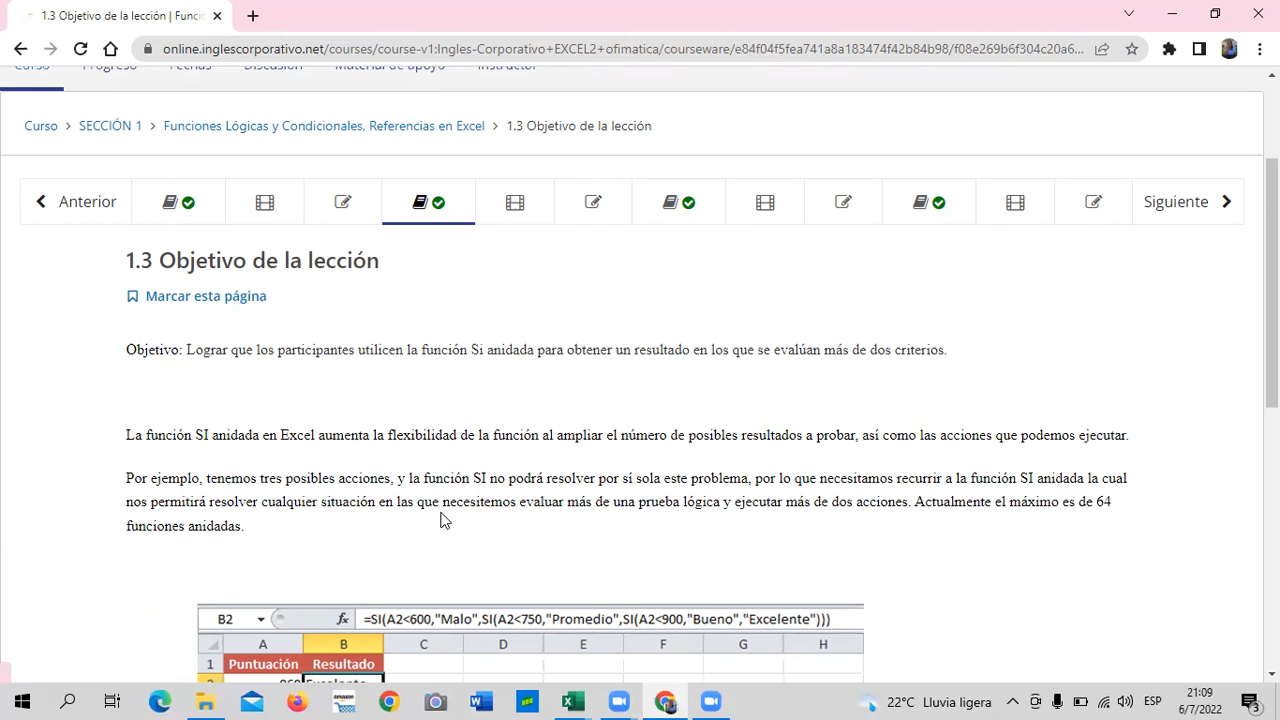 1.3 Objetivo de la lección | Funci
online.inglescorporativo.net/courses/course-v1:Ingles-Corporativo+EXCEL2+ofimatica/courseware/e84f04f5fea741a8a183474f42b84b98/f08e269b6f304c20a6...
Curso Progreso Fechas Discusión Material de apoyo Instructor
Curso > SECCIÓN 1 > Funciones Lógicas y Condicionales, Referencias en Excel > 1.3 Objetivo de la lección
Anterior Siguiente
1.3 Objetivo de la lección
Marcar esta página
Objetivo: Lograr que los participantes utilicen la función Si anidada para obtener un resultado en los que se evalúan más de dos criterios.
La función SI anidada en Excel aumenta la flexibilidad de la función al ampliar el número de posibles resultados a probar, así como las acciones que podemos ejecutar.
Por ejemplo, tenemos tres posibles acciones, y la función SI no podrá resolver por sí sola este problema, por lo que necesitamos recurrir a la función SI anidada la cual
nos permitirá resolver cualquier situación en las que necesitemos evaluar más de una prueba lógica y ejecutar más de dos acciones. Actualmente el máximo es de 64
funciones anidadas.
B2 fx =SI(A2<600,"Malo",SI(A2<750,"Promedio",SI(A2<900,"Bueno","Excelente")))
A B C D E F G H
1 Puntuación Resultado
22°C Lluvia ligera ESP 21:09
6/7/2022 3